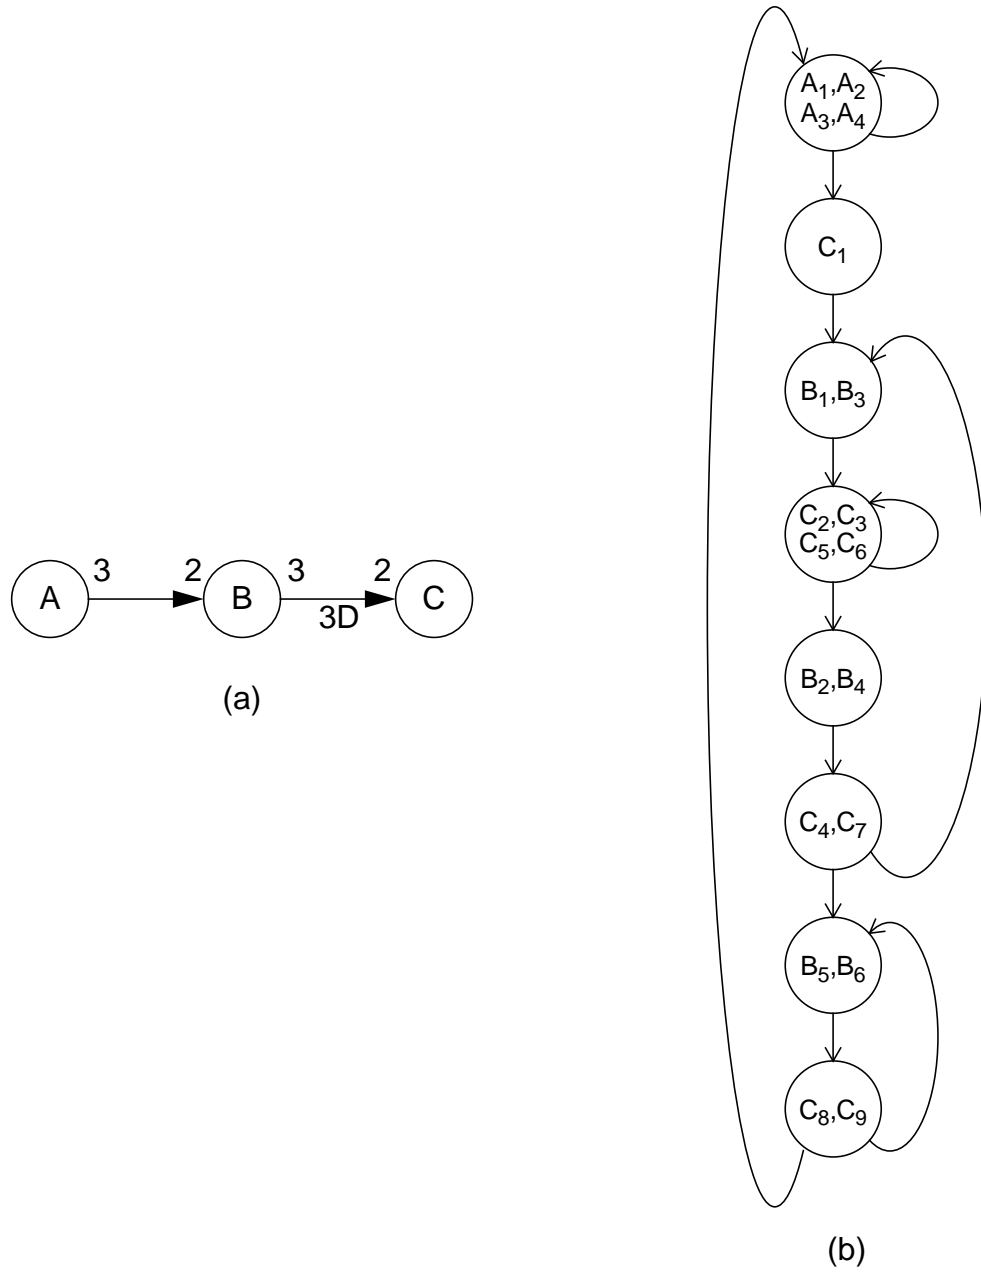 A₁,A₂
A₃,A₄
C₁
B₁,B₃
C₂,C₃
C₅,C₆
3 2 3 2
A B C
3D
(a)
B₂,B₄
C₄,C₇
B₅,B₆
C₈,C₉
(b)